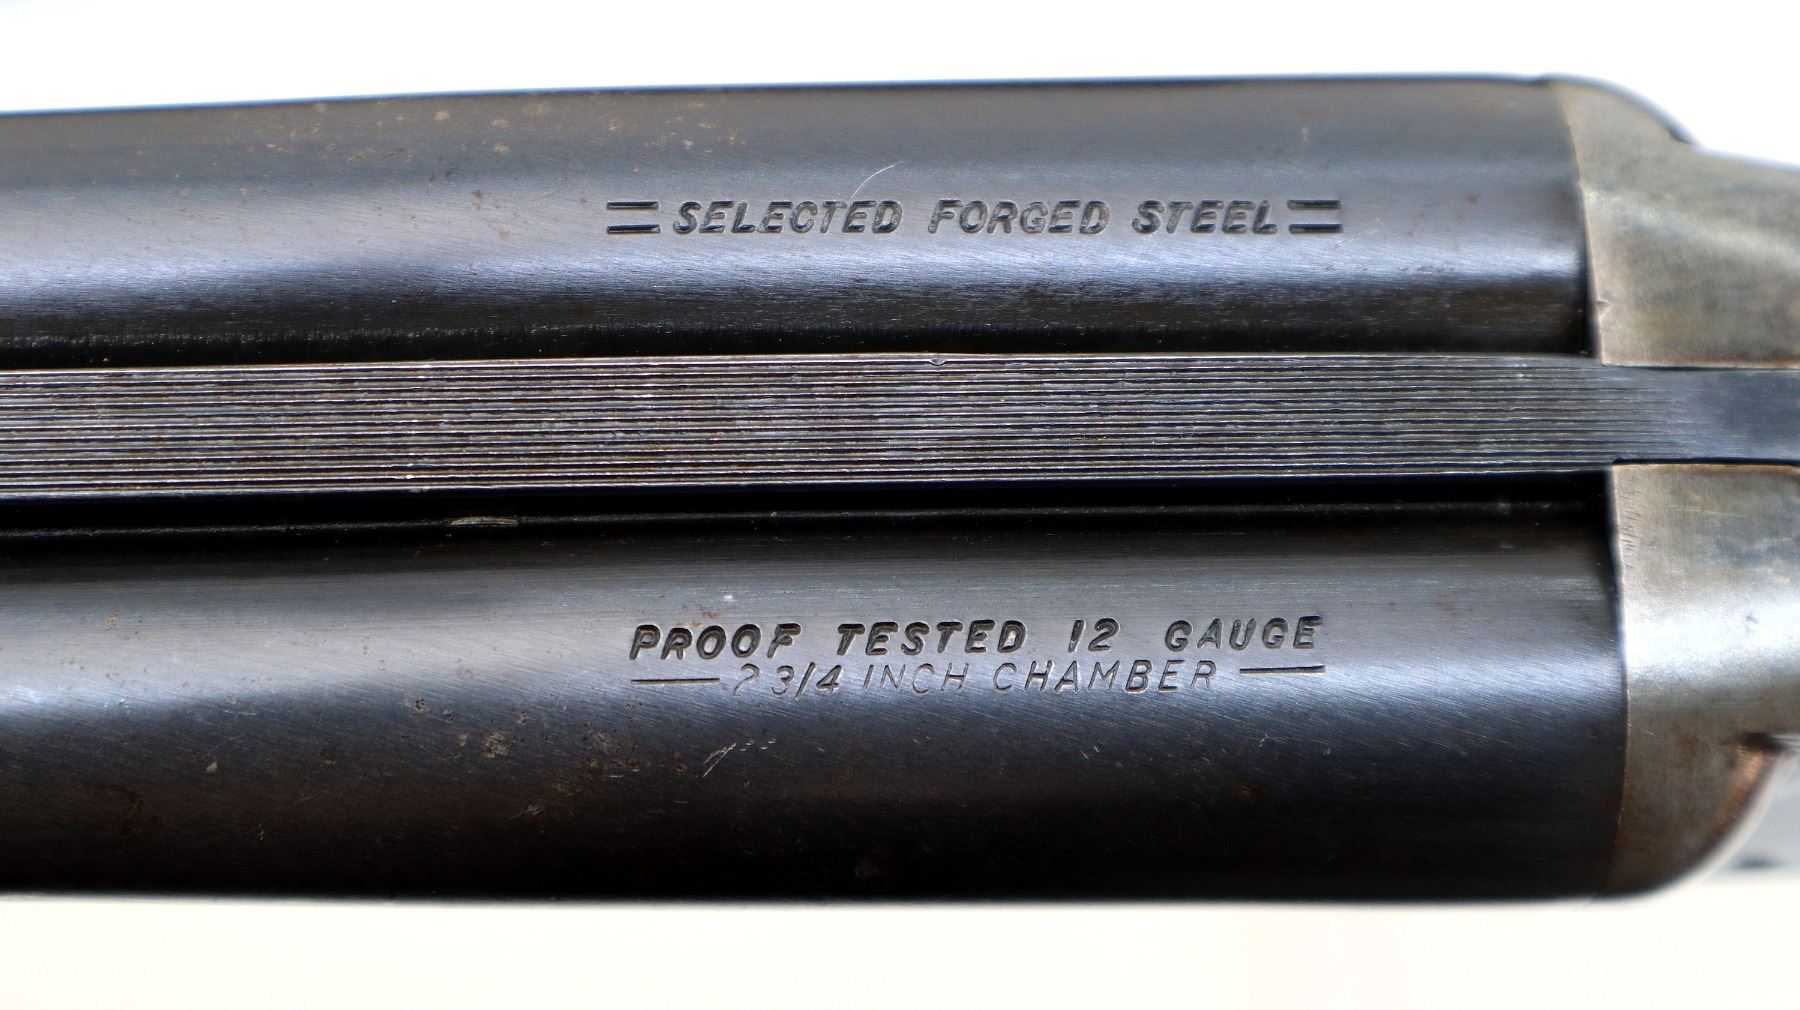 =SELECTED FORGED STEEL=
PROOF TESTED 12 GAUGE
—2 3/4 INCH CHAMBER—